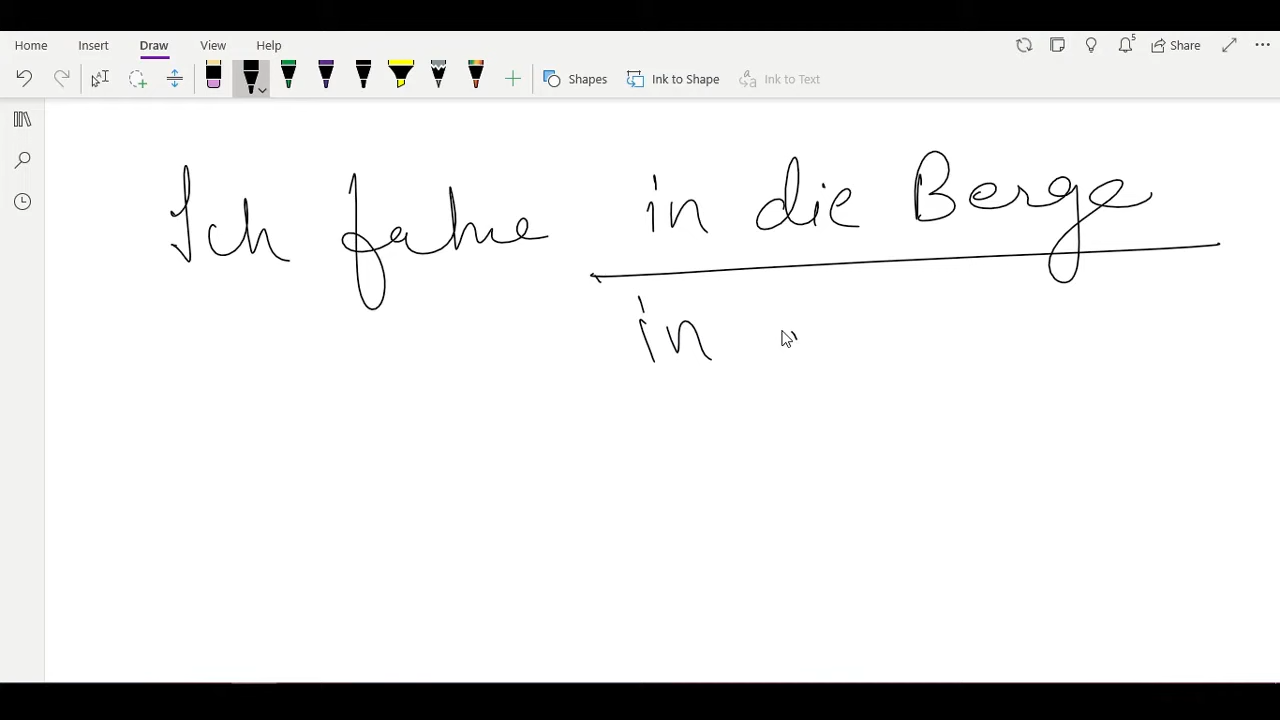 Home Insert Draw View Help 5 Share
Shapes Ink to Shape Ink to Text
Ich fahre in die Berge
in